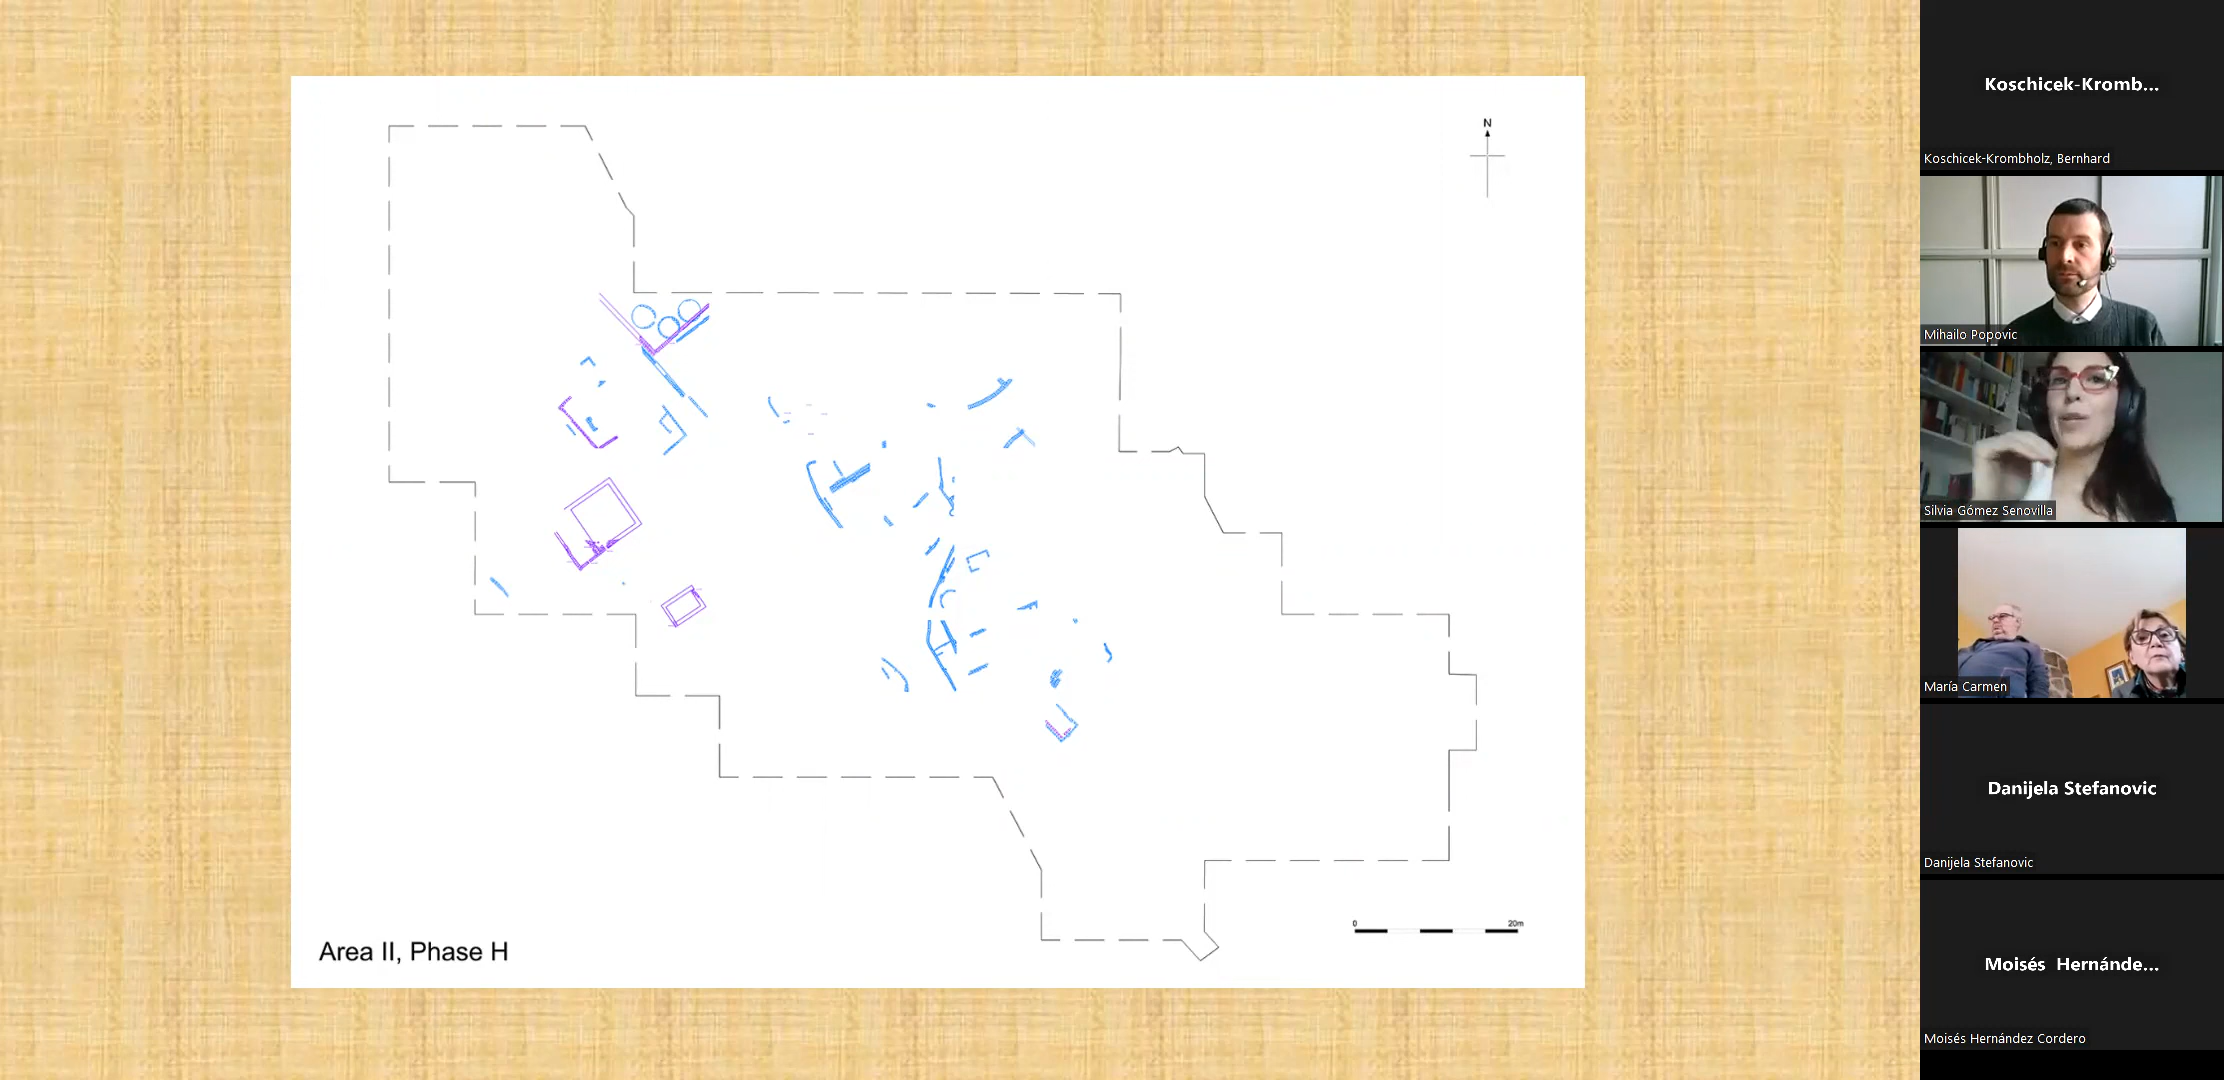 N
0 20m
Area II, Phase H
Koschicek-Kromb...
Koschicek-Krombholz, Bernhard
Mihailo Popovic
Silvia Gómez Senovilla
María Carmen
Danijela Stefanovic
Danijela Stefanovic
Moisés Hernánde...
Moisés Hernández Cordero